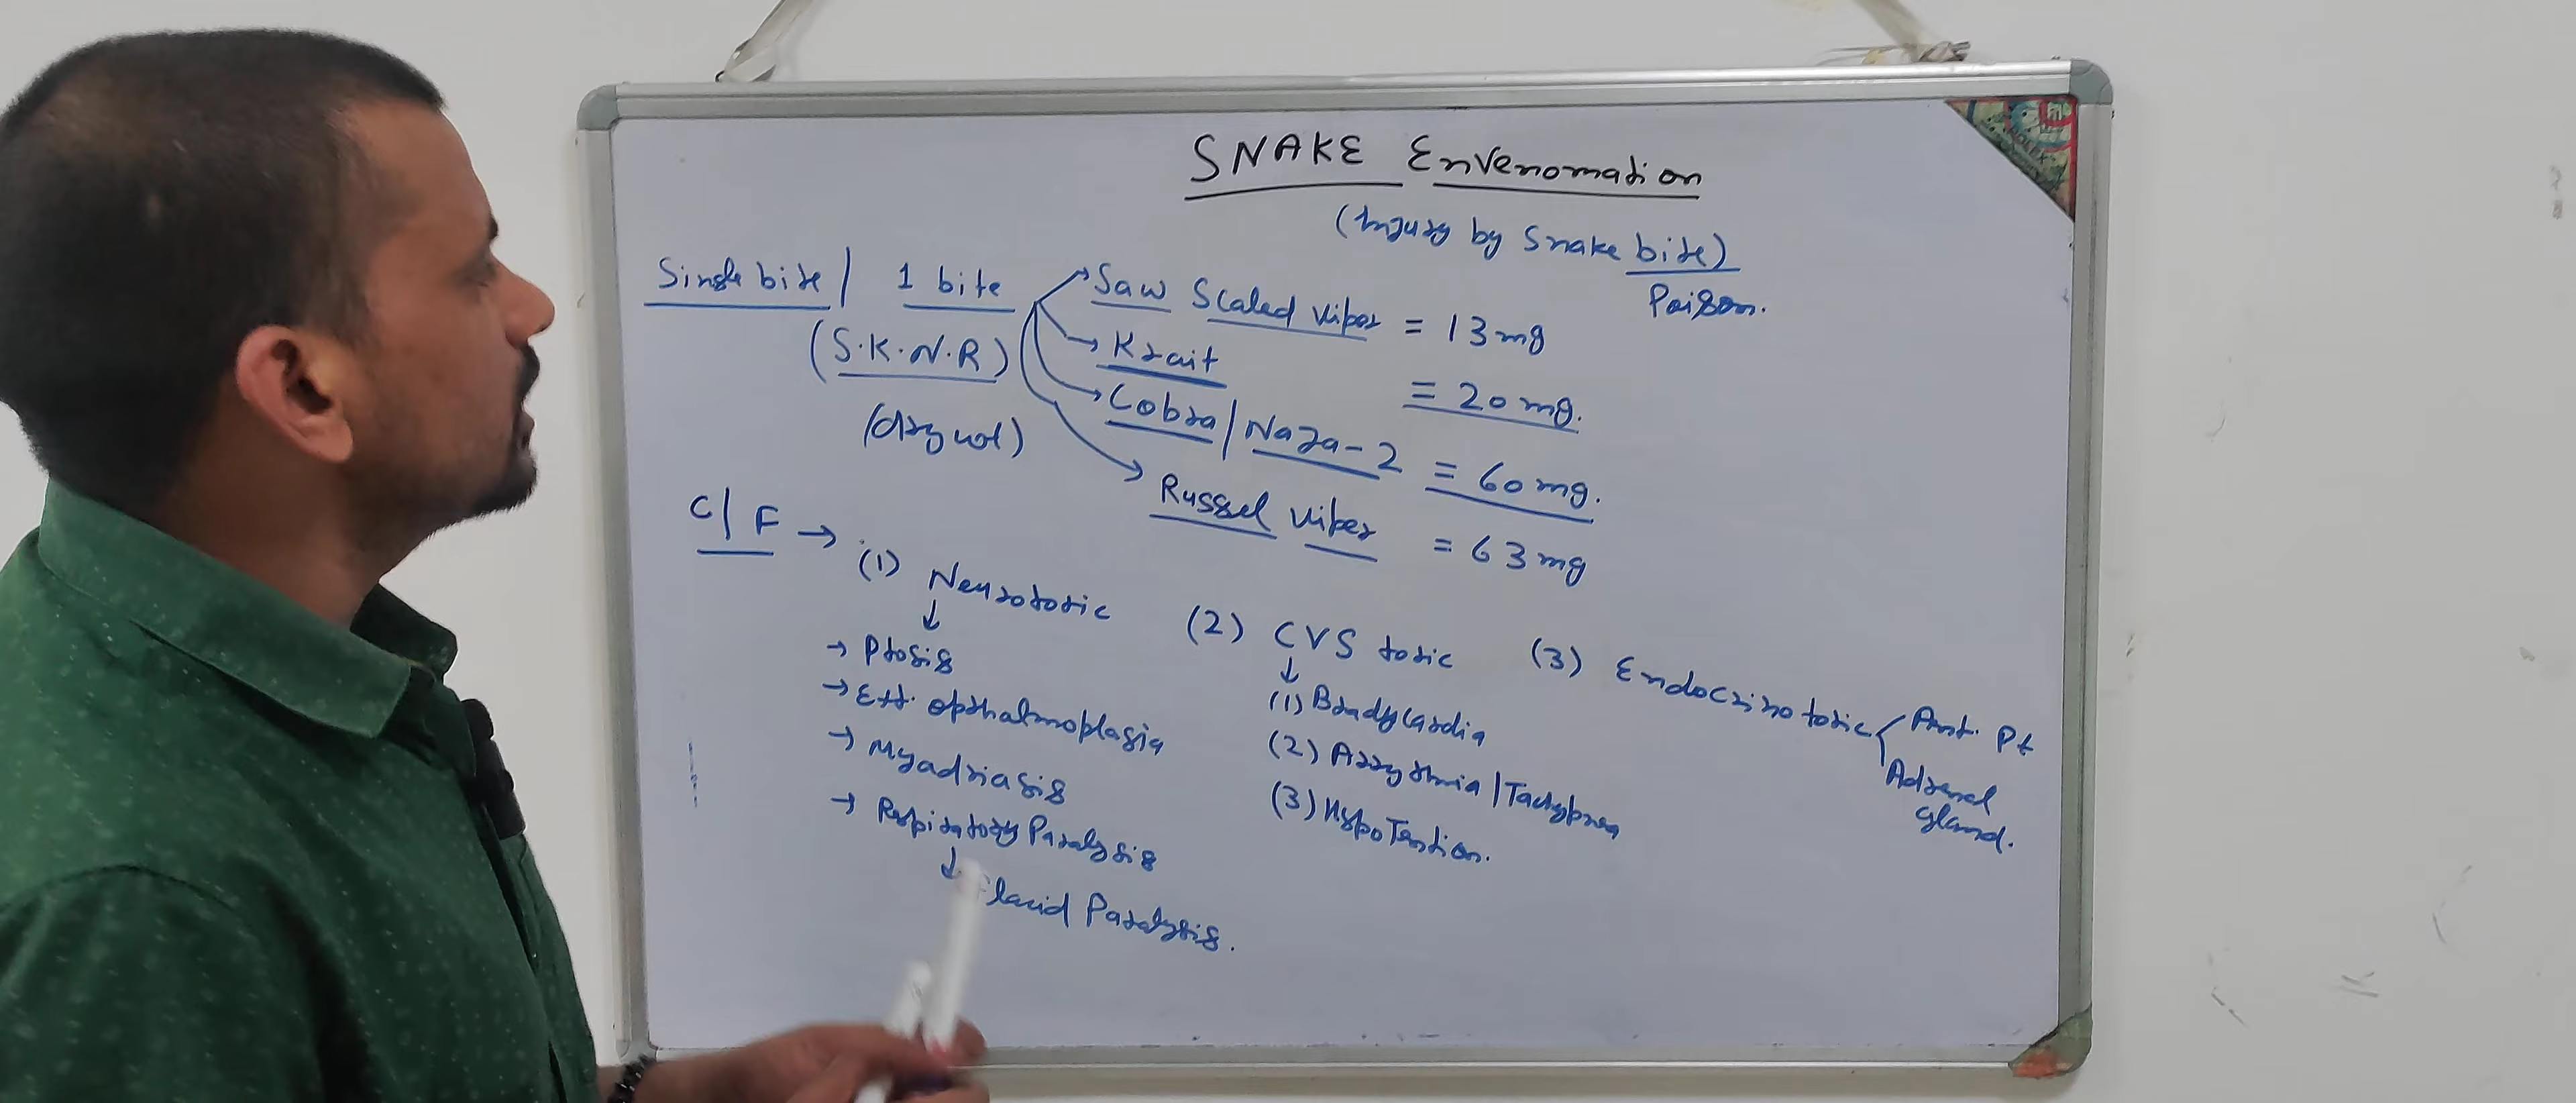 SNAKE Envenomation
(Injury by Snake bite)
Poison.
Single bite / 1 bite
(S.K.N.R)
(dry wt)
Saw Scaled viper = 13 mg
Krait = 20 mg.
Cobra / Naja-2 = 60 mg.
Russel viper = 63 mg
C/F →
(1) Neurotoxic
→ Ptosis
→ Ext. opthalmoplagia
→ Myadriasis
→ Respiratory Paralysis
Flacid Paralysis.
(2) CVS toxic
(1) Bradycardia
(2) Arrythmia / Tachypnea
(3) HypoTention.
(3) Endocrino toxic
Ant. Pt
Adrenal gland.